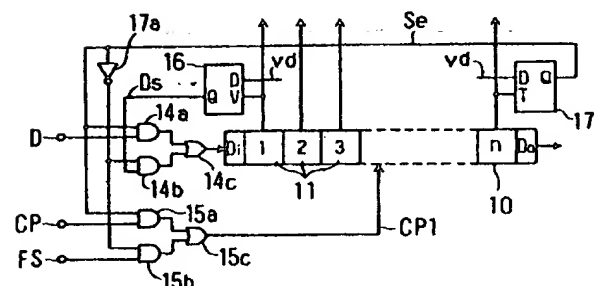 Se
17a
16
D
vd
Q
V
Ds
vd
D
Q
T
17
14a
D
Di
1
2
3
n
Do
14b
14c
11
10
15a
CP
CP1
FS
15c
15b